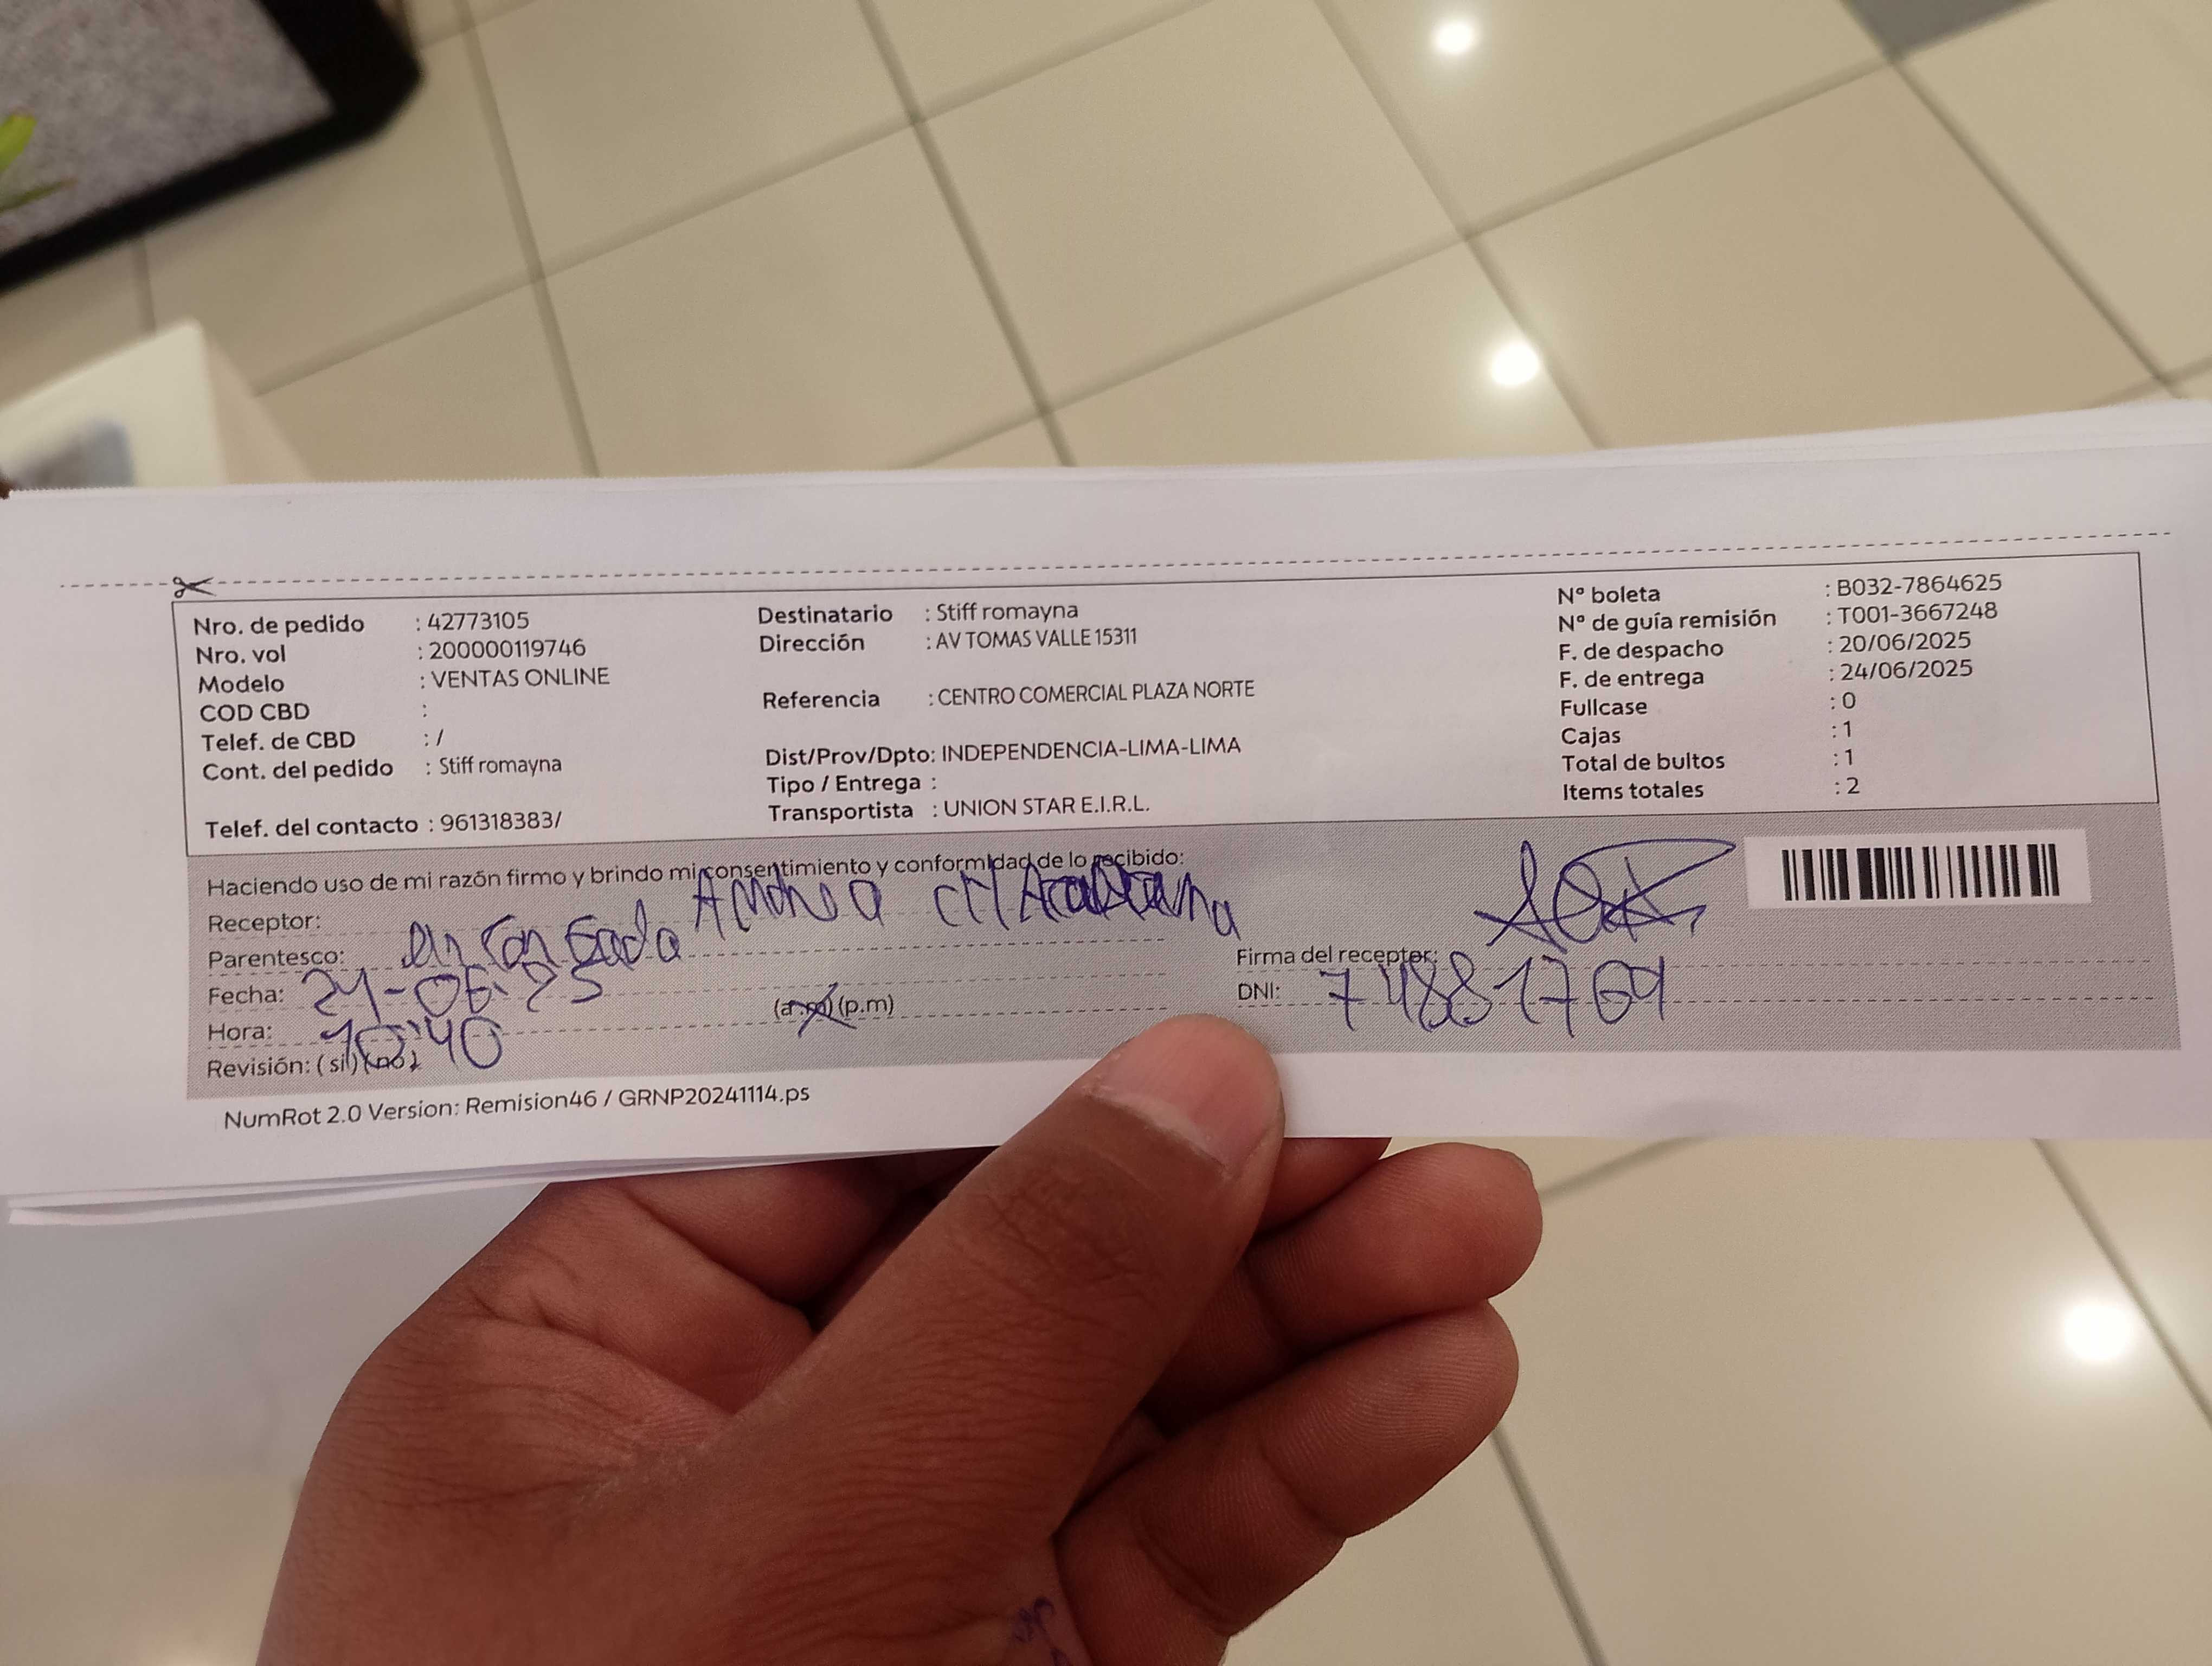 Nro. de pedido : 42773105
Nro. vol : 200000119746
Modelo : VENTAS ONLINE
COD CBD :
Telef. de CBD : /
Cont. del pedido : Stiff romayna
Telef. del contacto : 961318383/
Destinatario : Stiff romayna
Dirección : AV TOMAS VALLE 15311
Referencia : CENTRO COMERCIAL PLAZA NORTE
Dist/Prov/Dpto: INDEPENDENCIA-LIMA-LIMA
Tipo / Entrega :
Transportista : UNION STAR E.I.R.L.
Nº boleta : B032-7864625
Nº de guía remisión : T001-3667248
F. de despacho : 20/06/2025
F. de entrega : 24/06/2025
Fullcase : 0
Cajas : 1
Total de bultos : 1
Items totales : 2
Haciendo uso de mi razón firmo y brindo mi consentimiento y conformidad de lo recibido:
Receptor:
Parentesco:
Fecha: 24-06-25
Hora: 10:40 (a.m) (p.m)
Revisión: (si) (no)
Firma del receptor:
DNI: 74881764
NumRot 2.0 Version: Remision46 / GRNP20241114.ps